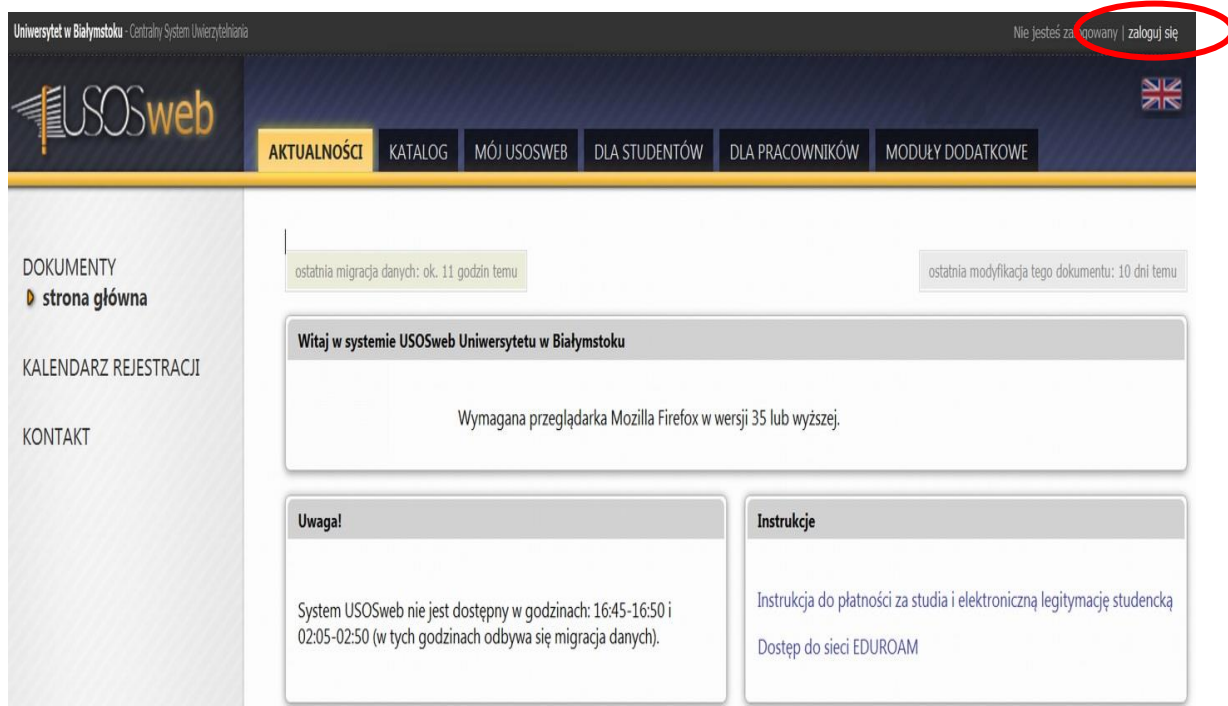 Uniwersytet w Białymstoku - Centralny System Uwierzytelniania
Nie jesteś zalogowany | zaloguj się
USOSweb
AKTUALNOŚCI KATALOG MÓJ USOSWEB DLA STUDENTÓW DLA PRACOWNIKÓW MODUŁY DODATKOWE
DOKUMENTY
strona główna
KALENDARZ REJESTRACJI
KONTAKT
ostatnia migracja danych: ok. 11 godzin temu
ostatnia modyfikacja tego dokumentu: 10 dni temu
Witaj w systemie USOSweb Uniwersytetu w Białymstoku
Wymagana przeglądarka Mozilla Firefox w wersji 35 lub wyższej.
Uwaga!
System USOSweb nie jest dostępny w godzinach: 16:45-16:50 i
02:05-02:50 (w tych godzinach odbywa się migracja danych).
Instrukcje
Instrukcja do płatności za studia i elektroniczną legitymację studencką
Dostęp do sieci EDUROAM